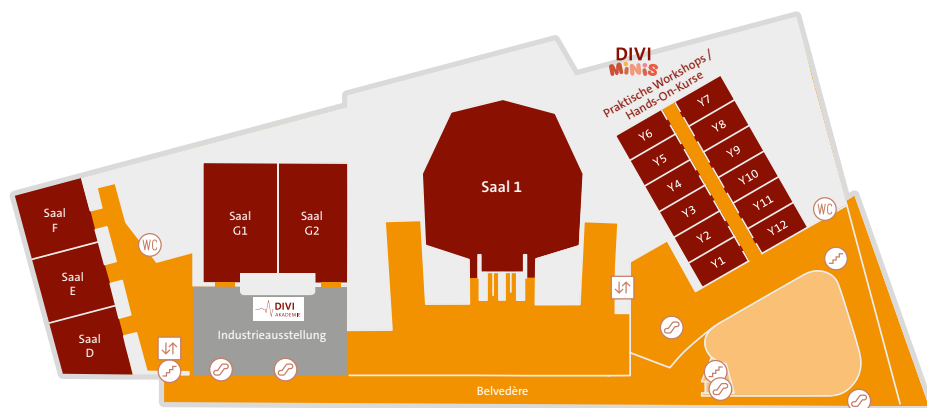 DIVI
MiNiS
Praktische Workshops /
Hands-On-Kurse
Y7
Y6
Y8
Y5
Y9
Y4
Y10
Y3
Y11
Y2
Y12
Y1
Saal 1
Saal
F
Saal
E
Saal
D
Saal
G1
Saal
G2
WC
WC
DIVI
AKADEMIE
Industrieausstellung
Belvedère